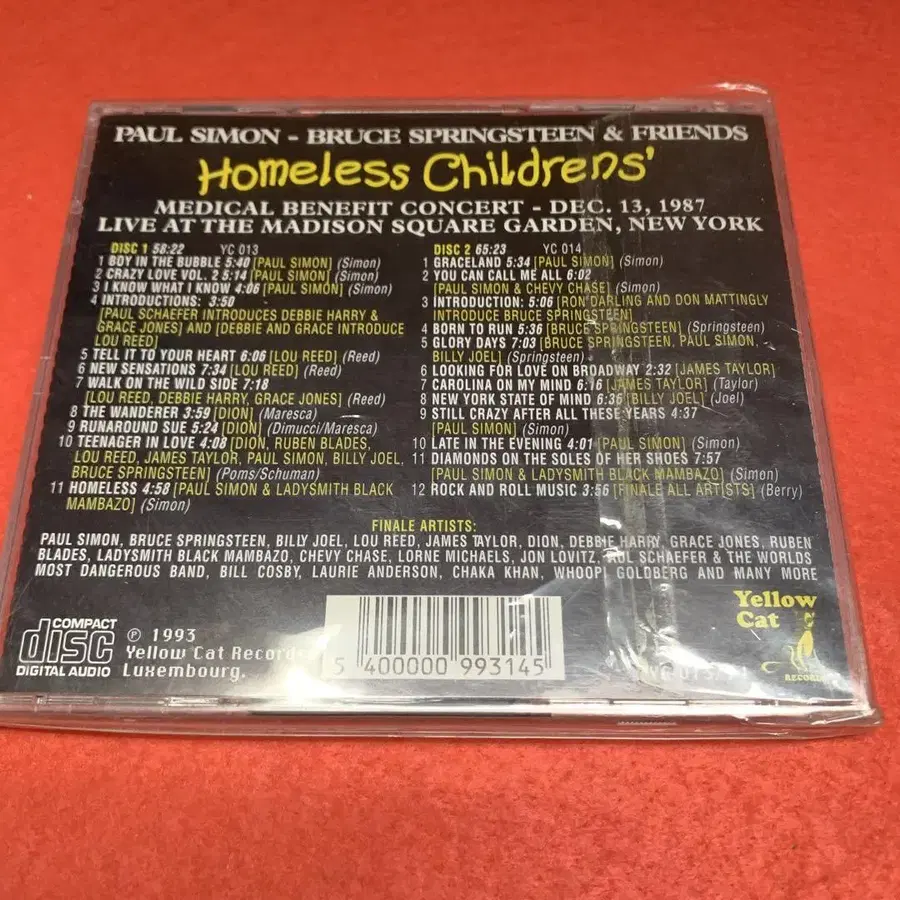 PAUL SIMON - BRUCE SPRINGSTEEN & FRIENDS
Homeless Childrens'
MEDICAL BENEFIT CONCERT - DEC. 13, 1987
LIVE AT THE MADISON SQUARE GARDEN, NEW YORK
DISC 1 58:22 YC 013
1 BOY IN THE BUBBLE 5:40 [PAUL SIMON] (Simon)
2 CRAZY LOVE VOL. 2 5:14 [PAUL SIMON] (Simon)
3 I KNOW WHAT I KNOW 4:06 [PAUL SIMON] (Simon)
4 INTRODUCTIONS: 3:50
[PAUL SCHAEFER INTRODUCES DEBBIE HARRY &
GRACE JONES] AND [DEBBIE AND GRACE INTRODUCE
LOU REED]
5 TELL IT TO YOUR HEART 6:06 [LOU REED] (Reed)
6 NEW SENSATIONS 7:34 [LOU REED] (Reed)
7 WALK ON THE WILD SIDE 7:18
[LOU REED, DEBBIE HARRY, GRACE JONES] (Reed)
8 THE WANDERER 3:59 [DION] (Maresca)
9 RUNAROUND SUE 5:24 [DION] (Dimucci/Maresca)
10 TEENAGER IN LOVE 4:08 [DION, RUBEN BLADES,
LOU REED, JAMES TAYLOR, PAUL SIMON, BILLY JOEL,
BRUCE SPRINGSTEEN] (Poms/Schuman)
11 HOMELESS 4:58 [PAUL SIMON & LADYSMITH BLACK
MAMBAZO] (Simon)
DISC 2 65:23 YC 014
1 GRACELAND 5:34 [PAUL SIMON] (Simon)
2 YOU CAN CALL ME ALL 6:02
[PAUL SIMON & CHEVY CHASE] (Simon)
3 INTRODUCTION: 5:06 [RON DARLING AND DON MATTINGLY
INTRODUCE BRUCE SPRINGSTEEN]
4 BORN TO RUN 5:36 [BRUCE SPRINGSTEEN] (Springsteen)
5 GLORY DAYS 7:03 [BRUCE SPRINGSTEEN, PAUL SIMON,
BILLY JOEL] (Springsteen)
6 LOOKING FOR LOVE ON BROADWAY 2:32 [JAMES TAYLOR]
7 CAROLINA ON MY MIND 6:16 [JAMES TAYLOR] (Taylor)
8 NEW YORK STATE OF MIND 6:35 [BILLY JOEL] (Joel)
9 STILL CRAZY AFTER ALL THESE YEARS 4:37
[PAUL SIMON] (Simon)
10 LATE IN THE EVENING 4:01 [PAUL SIMON] (Simon)
11 DIAMONDS ON THE SOLES OF HER SHOES 7:57
[PAUL SIMON & LADYSMITH BLACK MAMBAZO] (Simon)
12 ROCK AND ROLL MUSIC 3:56 [FINALE ALL ARTISTS] (Berry)
FINALE ARTISTS:
PAUL SIMON, BRUCE SPRINGSTEEN, BILLY JOEL, LOU REED, JAMES TAYLOR, DION, DEBBIE HARRY, GRACE JONES, RUBEN
BLADES, LADYSMITH BLACK MAMBAZO, CHEVY CHASE, LORNE MICHAELS, JON LOVITZ, PAUL SCHAEFER & THE WORLDS
MOST DANGEROUS BAND, BILL COSBY, LAURIE ANDERSON, CHAKA KHAN, WHOOPI GOLDBERG AND MANY MORE
COMPACT
disc
DIGITAL AUDIO
℗ 1993
Yellow Cat Records
Luxembourg.
5 400000 993145
Yellow
Cat
RECORDS